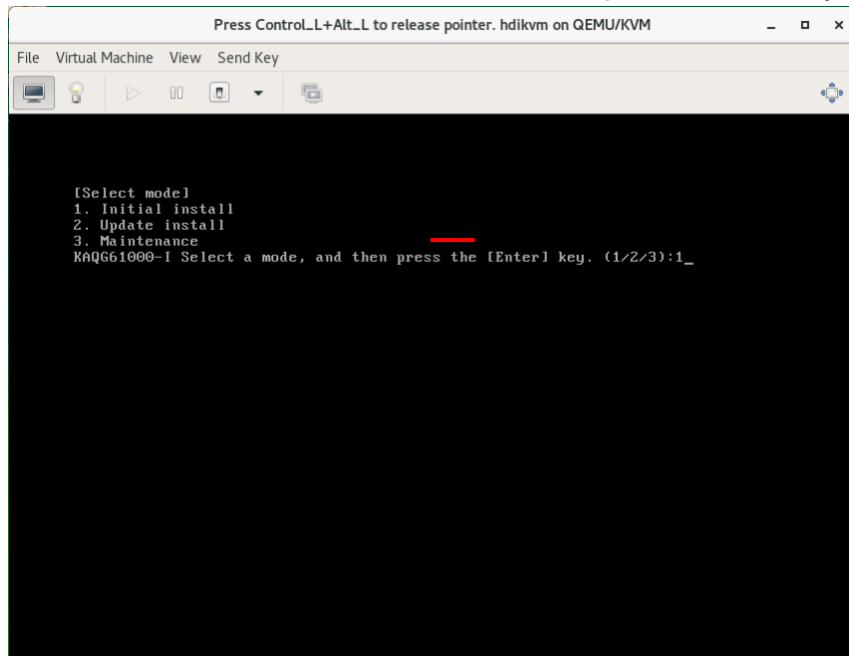 Press Control_L+Alt_L to release pointer. hdikvm on QEMU/KVM
File Virtual Machine View Send Key
[Select mode]
1. Initial install
2. Update install
3. Maintenance
KAQG61000-I Select a mode, and then press the [Enter] key. (1/2/3):1_